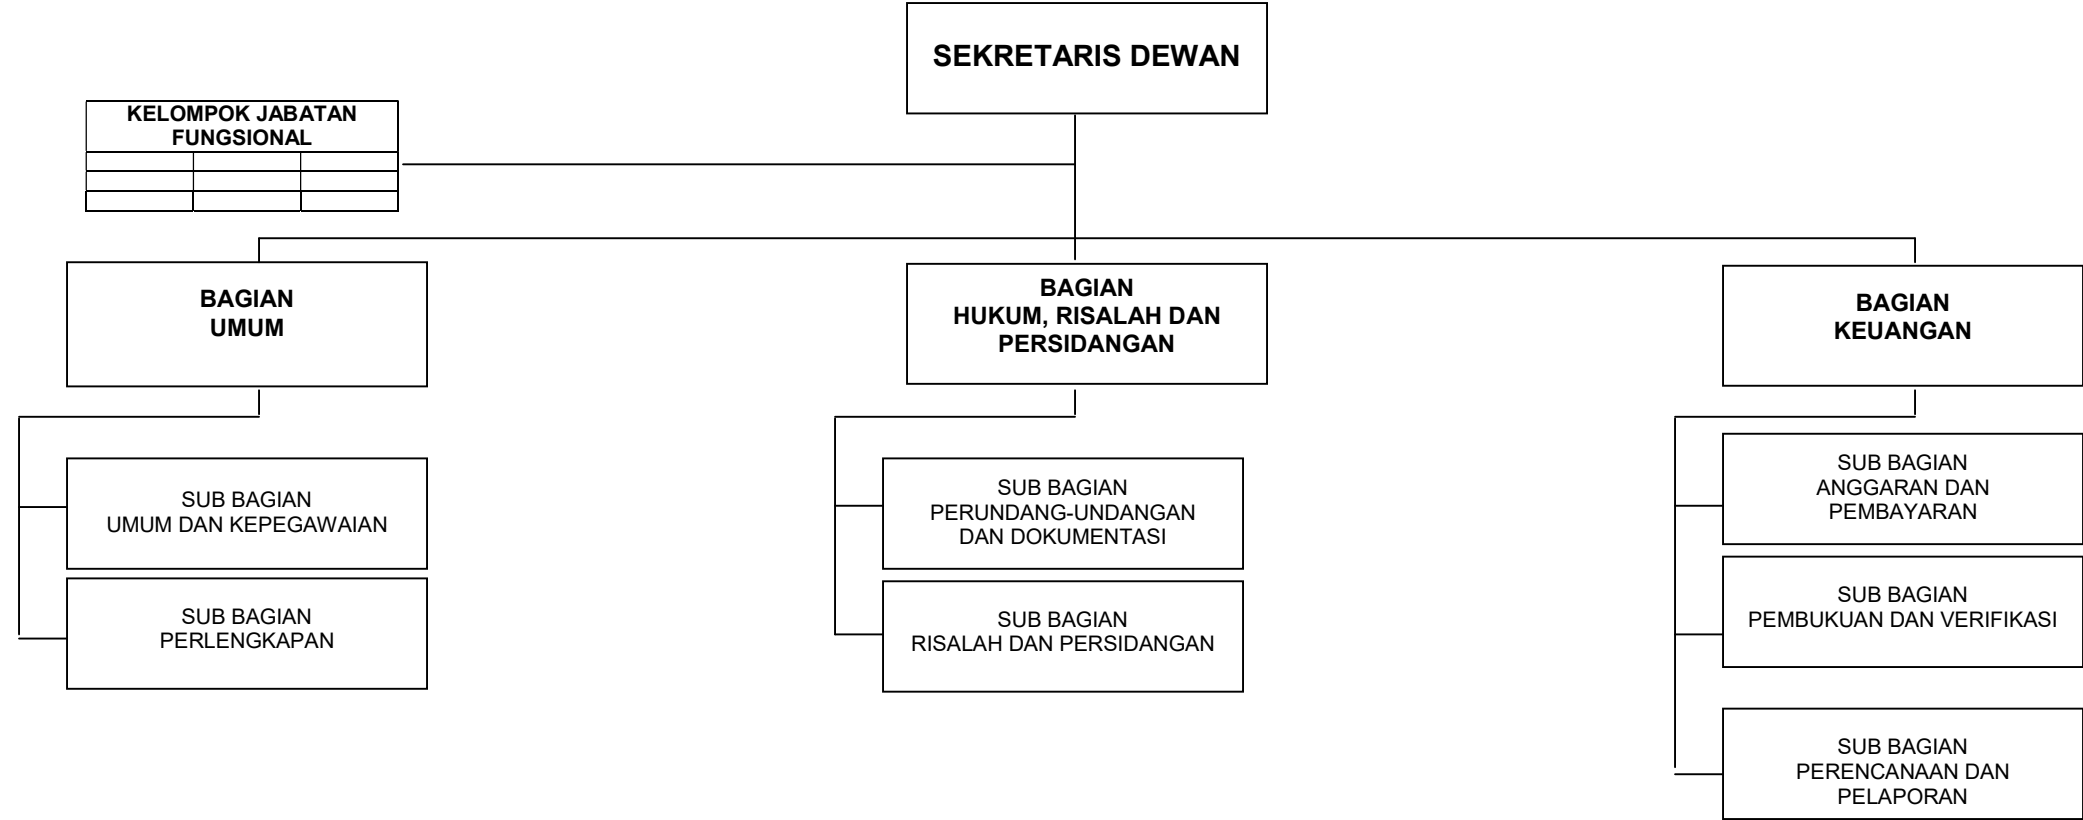 SEKRETARIS DEWAN
KELOMPOK JABATAN
FUNGSIONAL
BAGIAN
UMUM
BAGIAN
HUKUM, RISALAH DAN
PERSIDANGAN
BAGIAN
KEUANGAN
SUB BAGIAN
UMUM DAN KEPEGAWAIAN
SUB BAGIAN
PERLENGKAPAN
SUB BAGIAN
PERUNDANG-UNDANGAN
DAN DOKUMENTASI
SUB BAGIAN
RISALAH DAN PERSIDANGAN
SUB BAGIAN
ANGGARAN DAN
PEMBAYARAN
SUB BAGIAN
PEMBUKUAN DAN VERIFIKASI
SUB BAGIAN
PERENCANAAN DAN
PELAPORAN